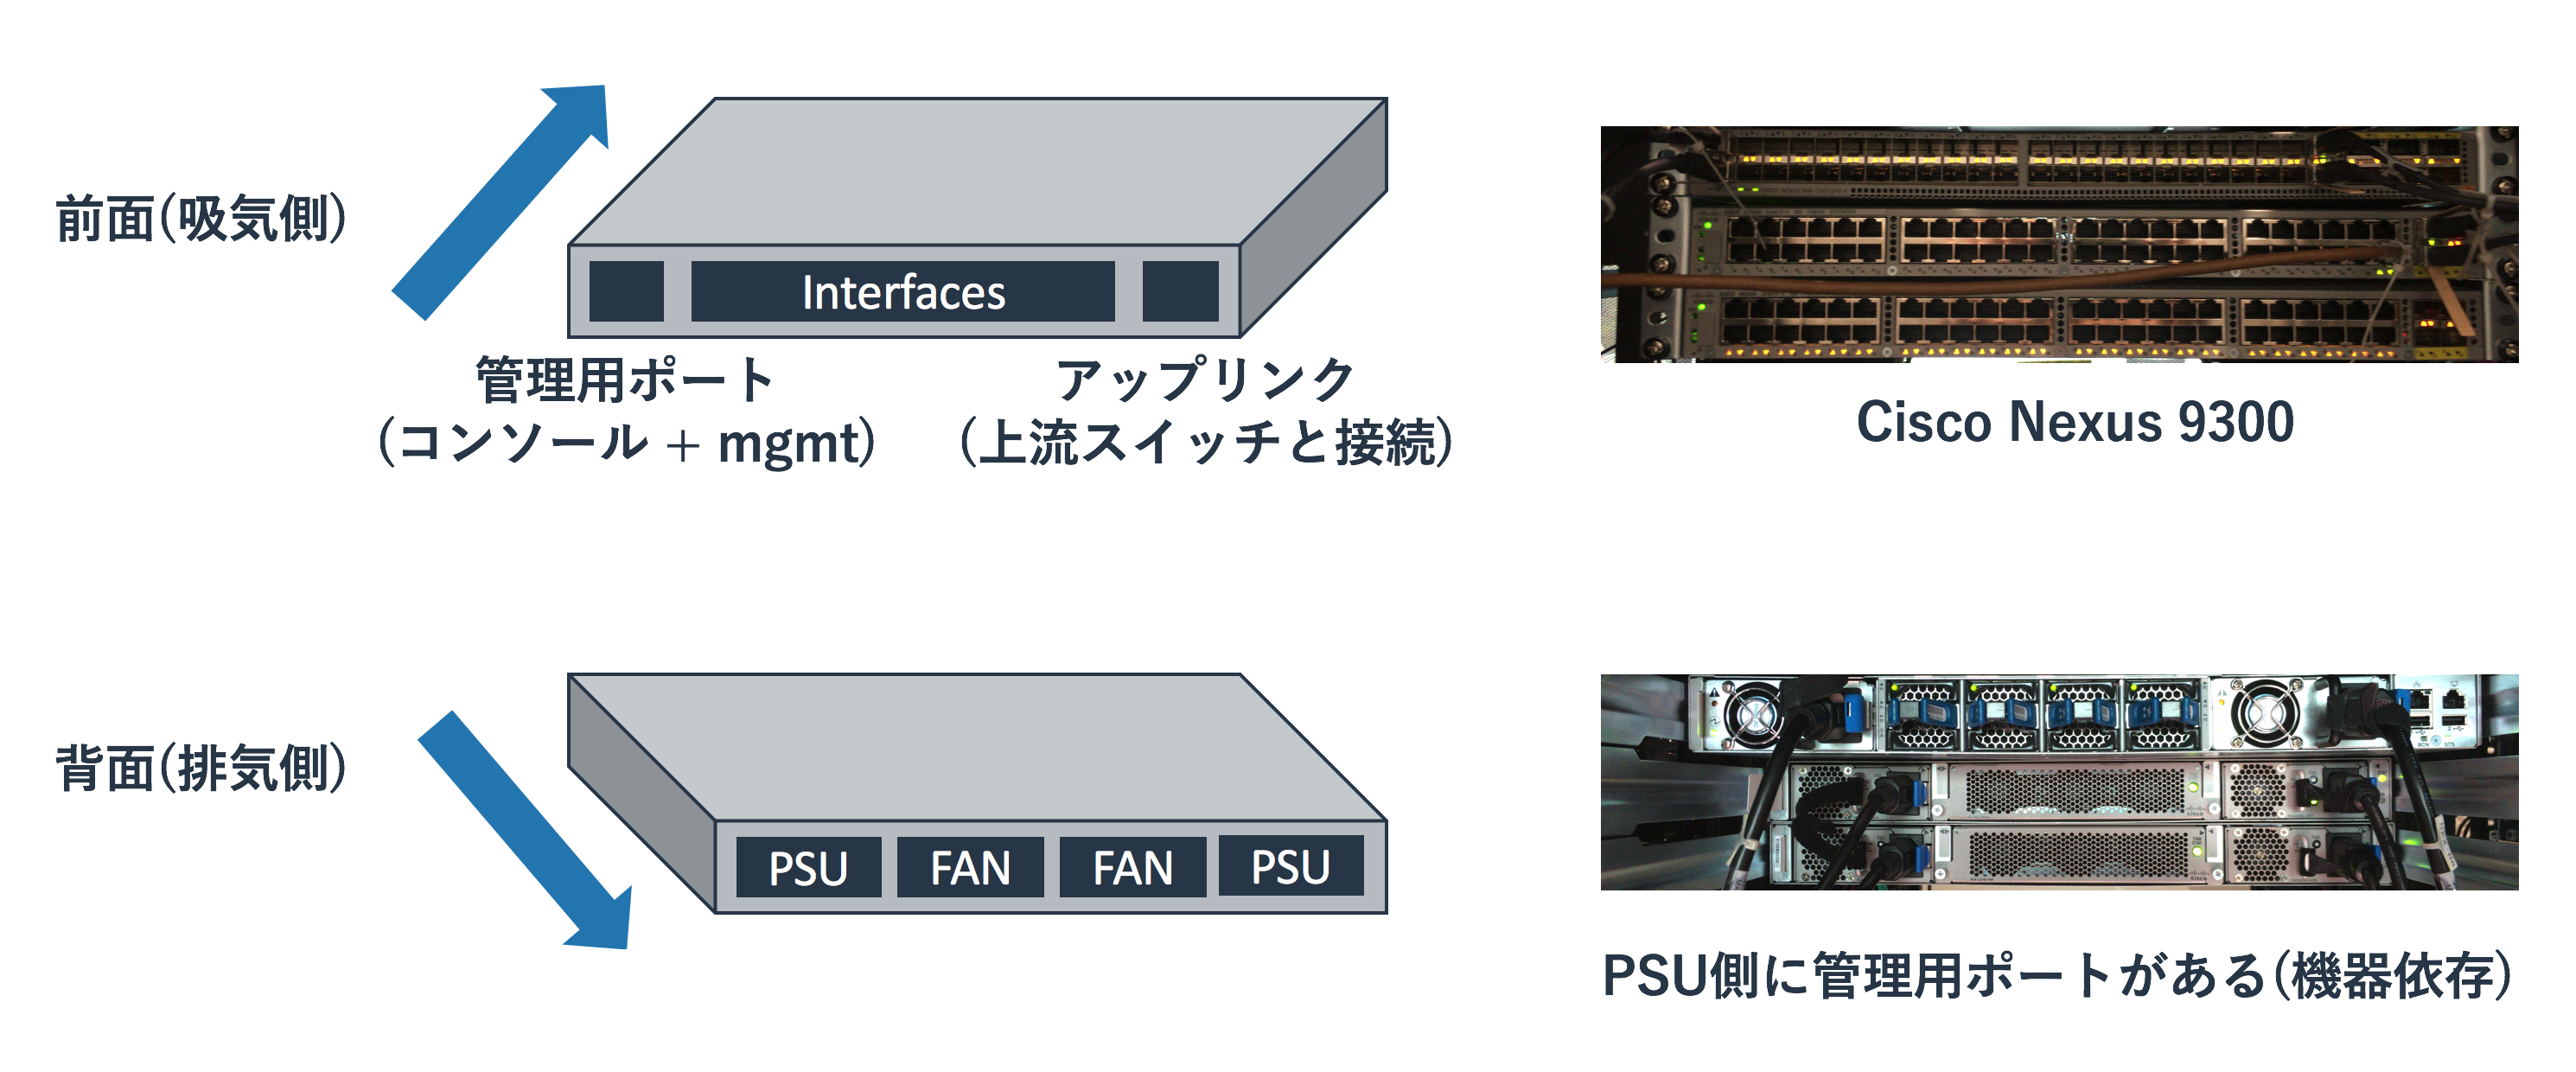 前面(吸気側)
Interfaces
管理用ポート
(コンソール + mgmt)
アップリンク
(上流スイッチと接続)
Cisco Nexus 9300
背面(排気側)
PSU
FAN
FAN
PSU
PSU側に管理用ポートがある(機器依存)